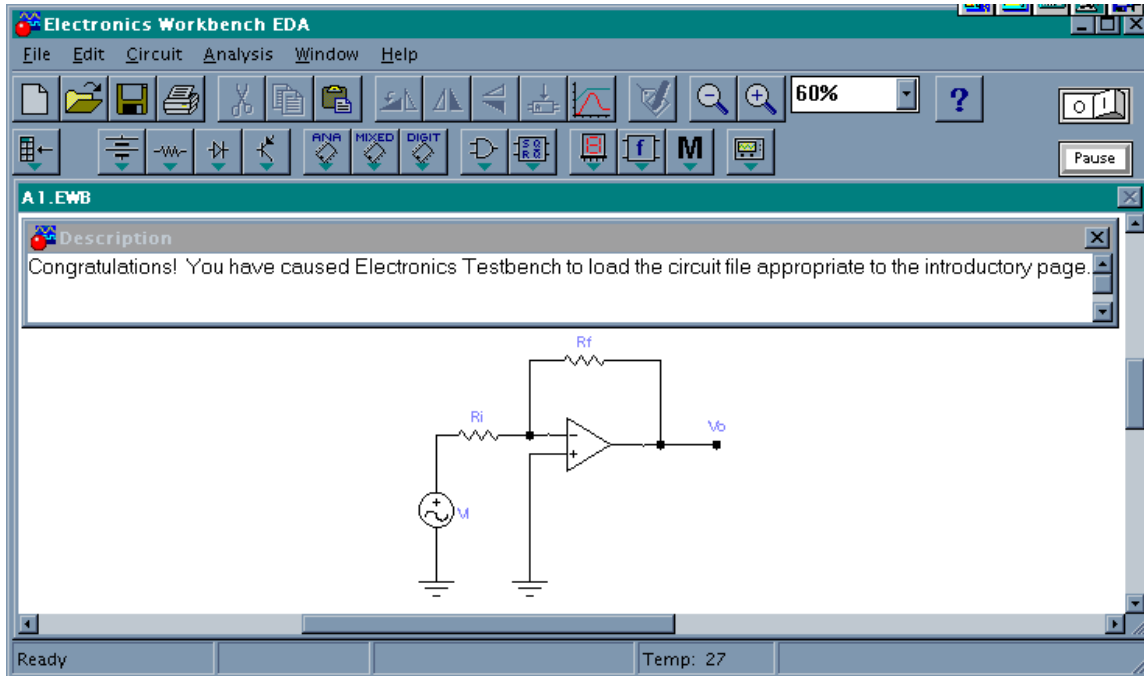 Electronics Workbench EDA
File Edit Circuit Analysis Window Help
60%
?
O I
ANA MIXED DIGIT
S Q
R Q
f M
Pause
A1.EWB
Description
Congratulations! You have caused Electronics Testbench to load the circuit file appropriate to the introductory page.
Rf
Ri
Vo
Vi
Ready
Temp: 27